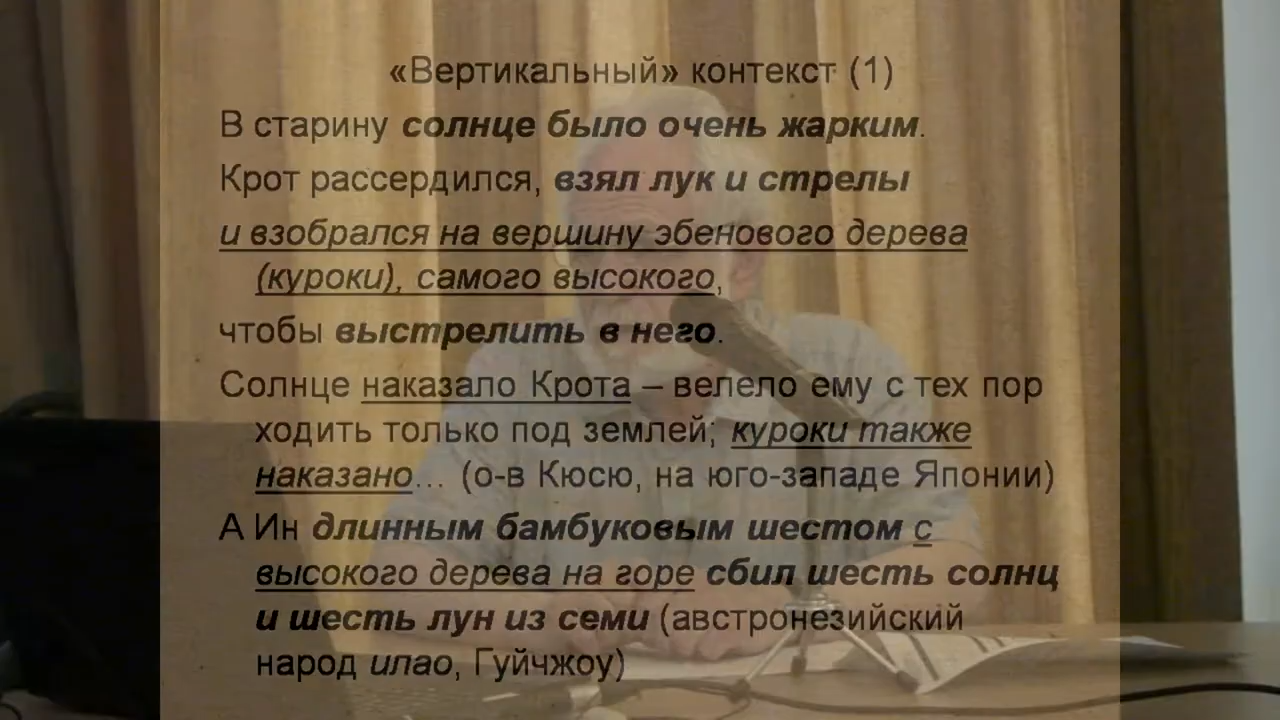 «Вертикальный» контекст (1)
В старину солнце было очень жарким.
Крот рассердился, взял лук и стрелы
и взобрался на вершину эбенового дерева
(куроки), самого высокого,
чтобы выстрелить в него.
Солнце наказало Крота – велело ему с тех пор
ходить только под землей; куроки также
наказано… (о-в Кюсю, на юго-западе Японии)
А Ин длинным бамбуковым шестом с
высокого дерева на горе сбил шесть солнц
и шесть лун из семи (австронезийский
народ илао, Гуйчжоу)